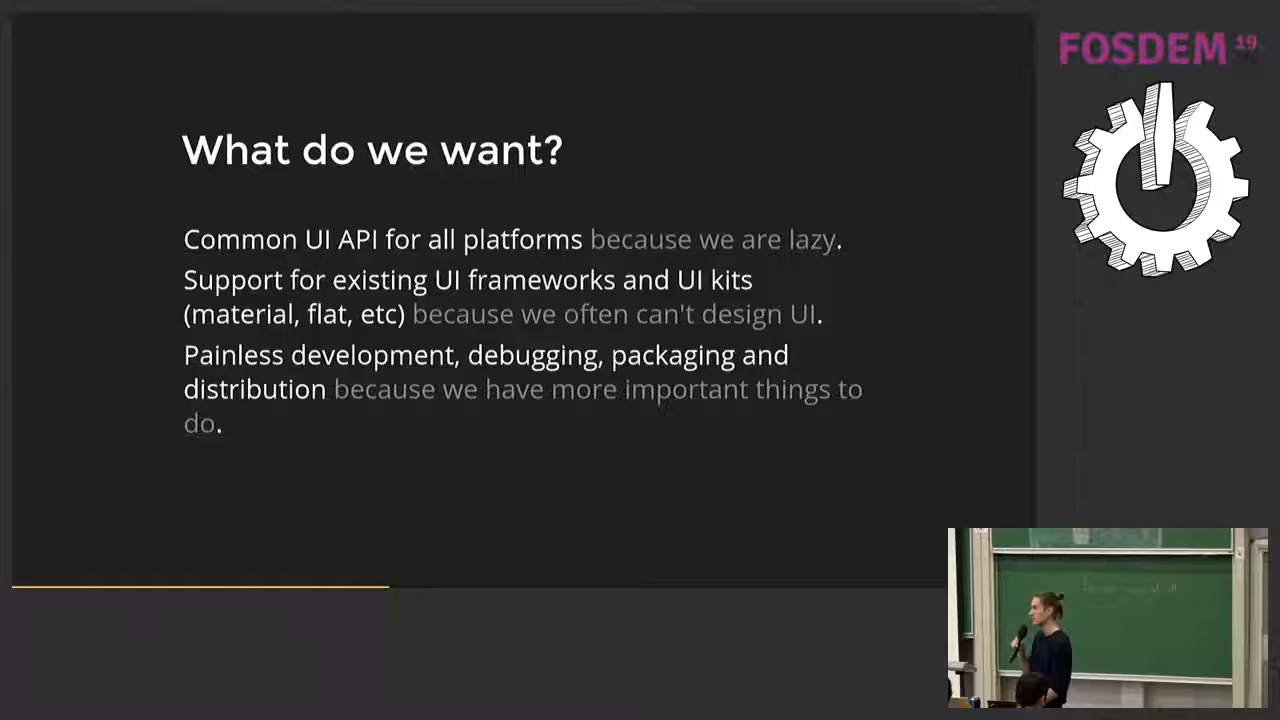 FOSDEM 19
What do we want?
Common UI API for all platforms because we are lazy.
Support for existing UI frameworks and UI kits
(material, flat, etc) because we often can't design UI.
Painless development, debugging, packaging and
distribution because we have more important things to
do.